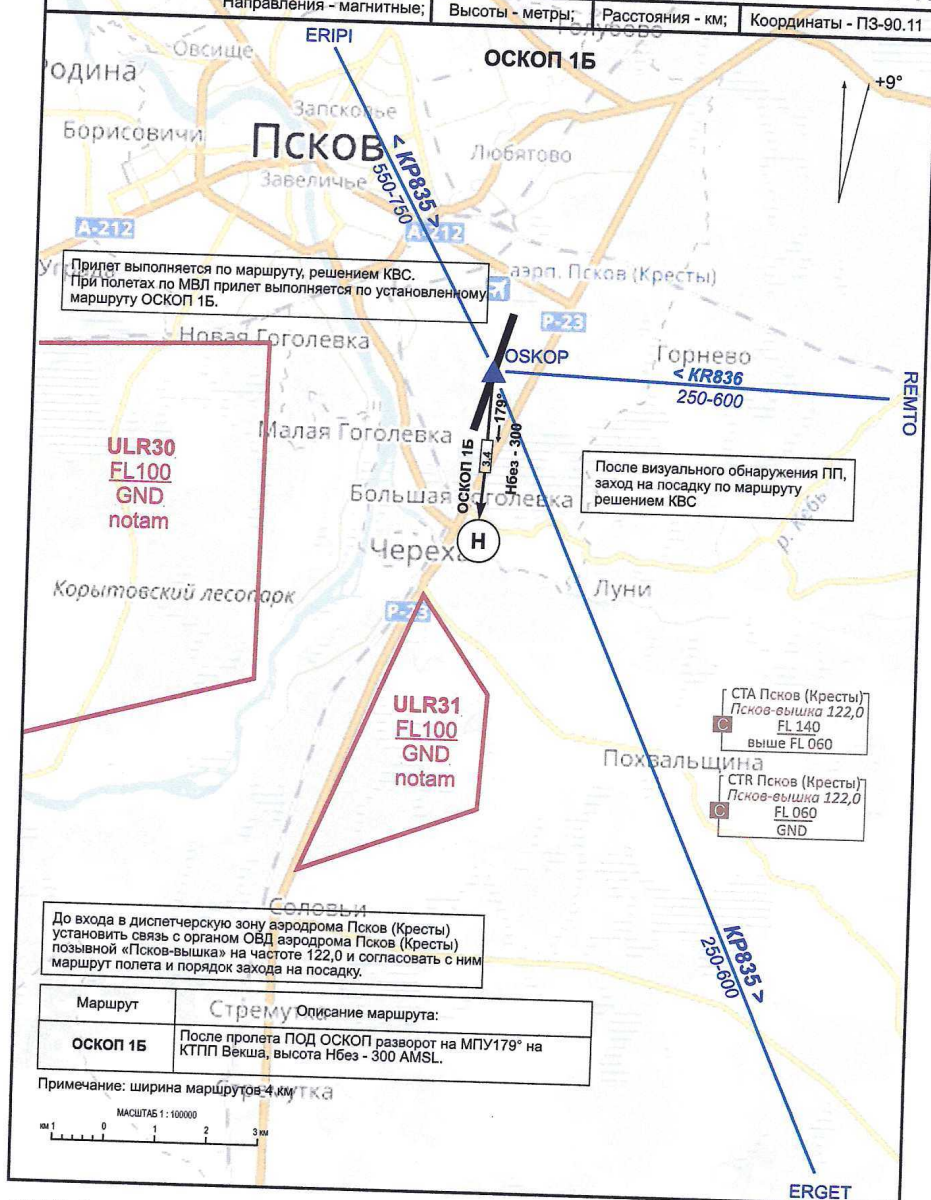 Направления - магнитные;
Высоты - метры;
Расстояния - км;
Координаты - ПЗ-90.11
ERIPI
ОСКОП 1Б
+9°
Овсище
Голубово
Родина
Запсковье
Борисовичи
Псков
Любятово
Завеличье
< КР835 >
550-750
А-212
А-212
Прилет выполняется по маршруту, решением КВС.
При полетах по МВЛ прилет выполняется по установленному
маршруту ОСКОП 1Б.
аэрп. Псков (Кресты)
Р-23
Новая Гоголевка
OSKOP
Горнево
< KR836
250-600
REMTO
ULR30
FL100
GND
notam
Малая Гоголевка
ОСКОП 1Б
3.4
←179°
Нбез - 300
После визуального обнаружения ПП,
заход на посадку по маршруту
решением КВС
Большая Гоголевка
р. Кебь
Череха
Н
Корытовский лесопарк
Луни
Р-23
ULR31
FL100
GND
notam
СТА Псков (Кресты)
Псков-вышка 122,0
C
FL 140
выше FL 060
Похвальщина
CTR Псков (Кресты)
Псков-вышка 122,0
C
FL 060
GND
Соловьи
До входа в диспетчерскую зону аэродрома Псков (Кресты)
установить связь с органом ОВД аэродрома Псков (Кресты)
позывной «Псков-вышка» на частоте 122,0 и согласовать с ним
маршрут полета и порядок захода на посадку.
КР835 >
250-600
Маршрут
Стремутка
Описание маршрута:
ОСКОП 1Б
После пролета ПОД ОСКОП разворот на МПУ179° на
КТПП Векша, высота Нбез - 300 AMSL.
Примечание: ширина маршрутов 4 км
Стремутка
МАСШТАБ 1 : 100000
км 1 0 1 2 3 км
ERGET